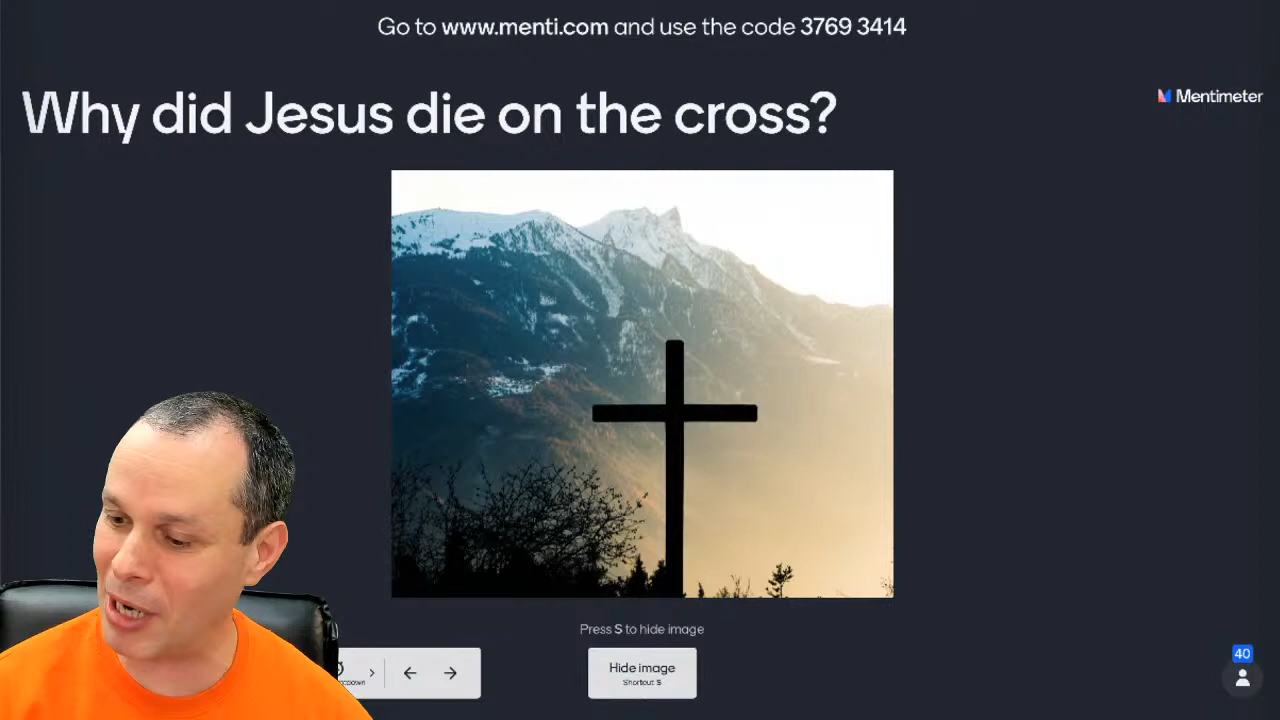 Go to www.menti.com and use the code 3769 3414
Why did Jesus die on the cross?
Mentimeter
Press S to hide image
Hide image
Shortcut S
40